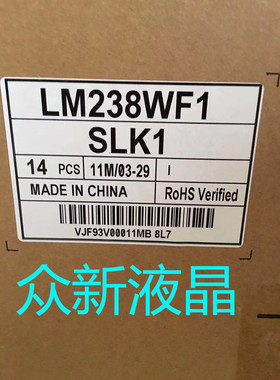 LM238WF1
SLK1
14 PCS 11M/03-29 I
MADE IN CHINA RoHS Verified
VJF93V00011MB 8L7
众新液晶